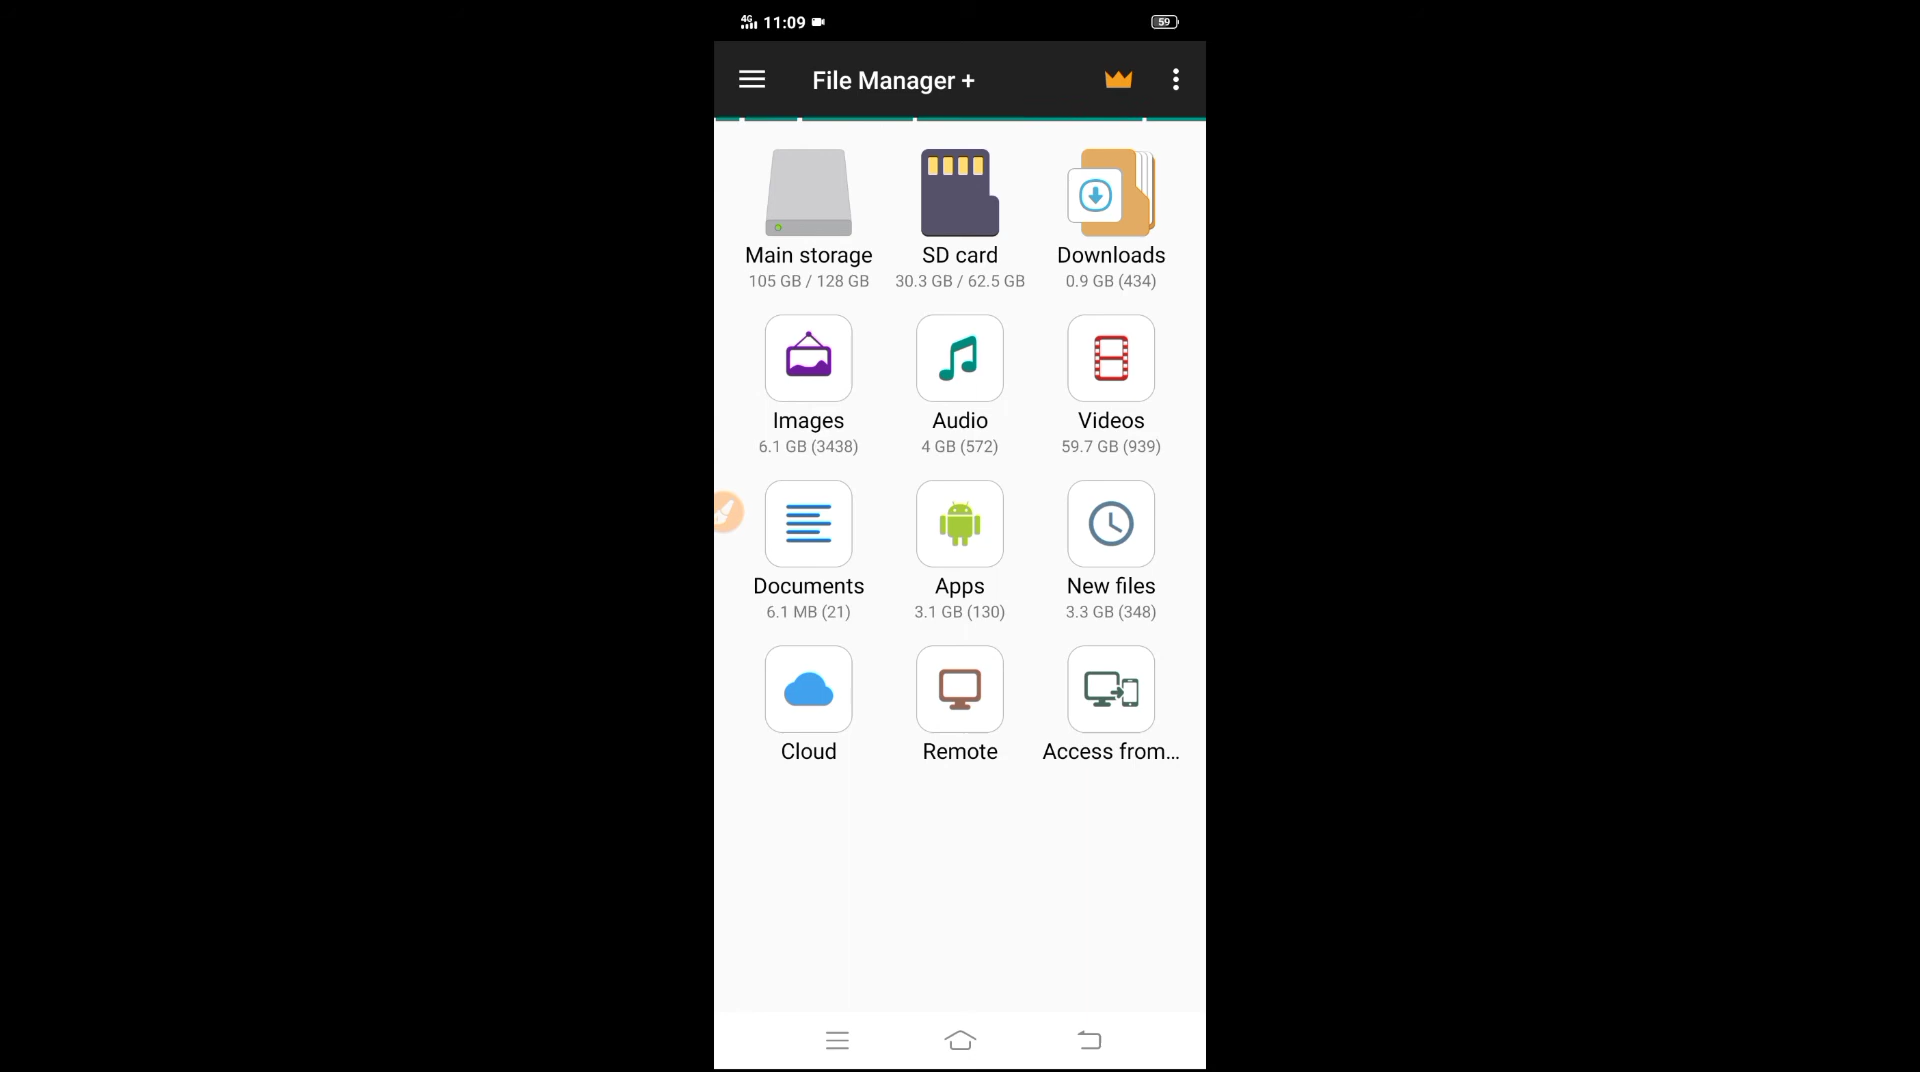 4G 11:09 59
File Manager +
Main storage SD card Downloads
105 GB / 128 GB 30.3 GB / 62.5 GB 0.9 GB (434)
Images Audio Videos
6.1 GB (3438) 4 GB (572) 59.7 GB (939)
Documents Apps New files
6.1 MB (21) 3.1 GB (130) 3.3 GB (348)
Cloud Remote Access from...